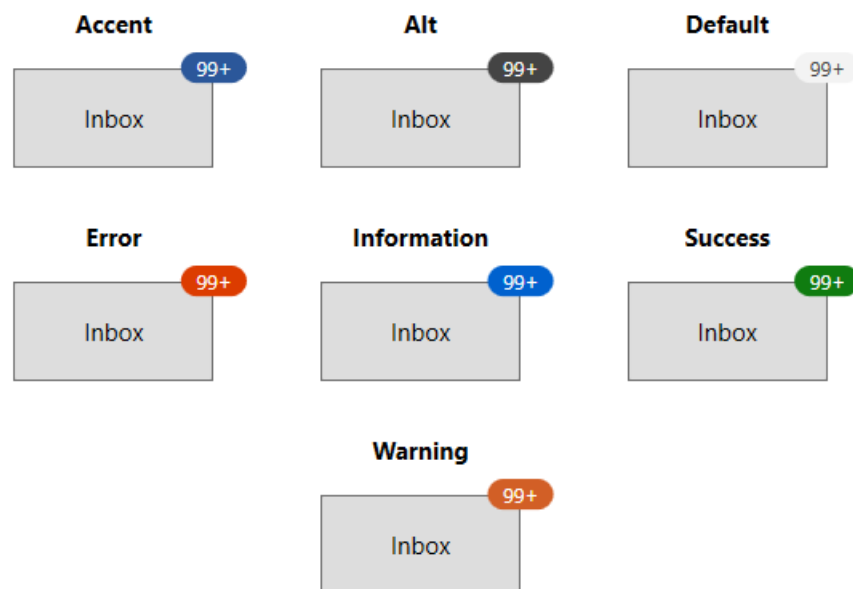 Accent
Alt
Default
99+
99+
99+
Inbox
Inbox
Inbox
Error
Information
Success
99+
99+
99+
Inbox
Inbox
Inbox
Warning
99+
Inbox